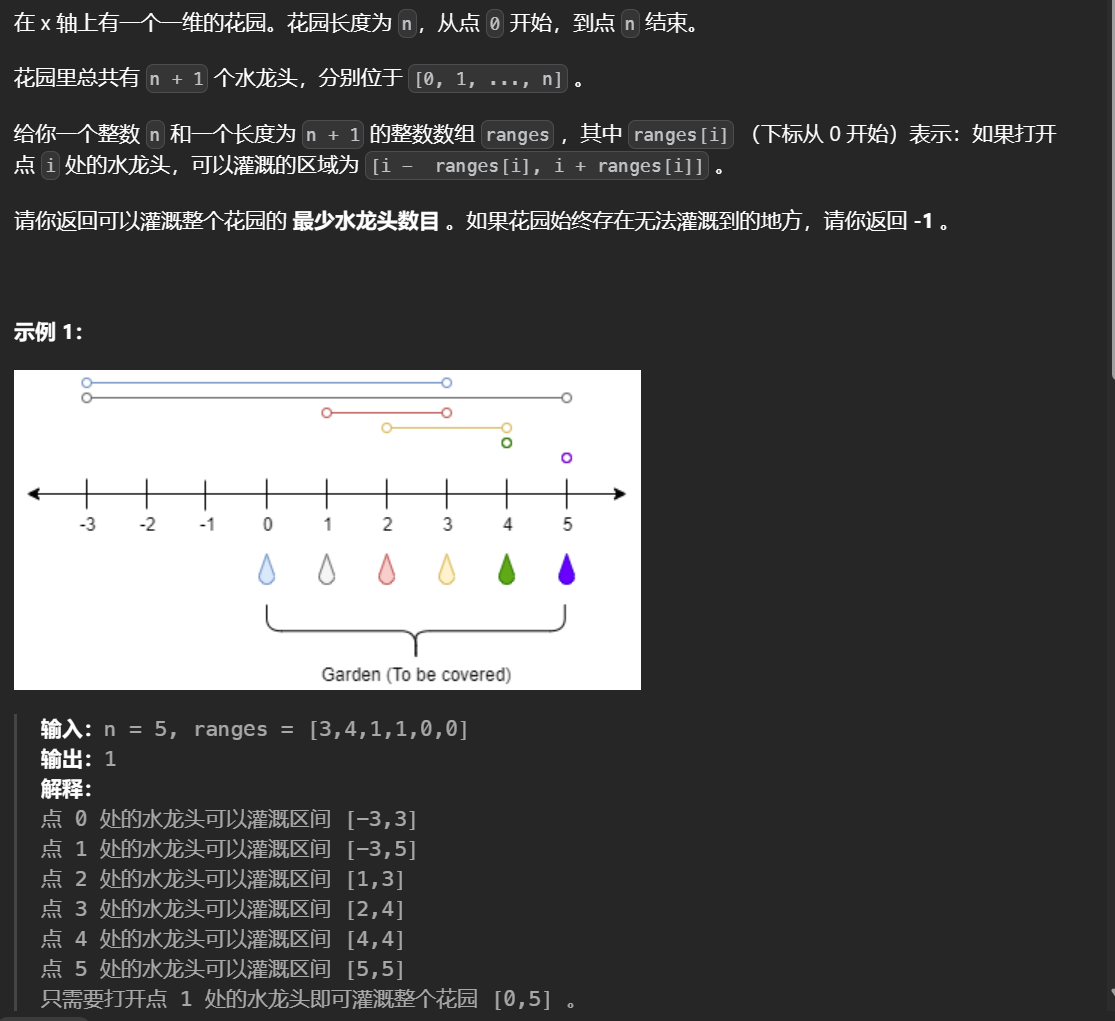 在 x 轴上有一个一维的花园。花园长度为 n，从点 0 开始，到点 n 结束。
花园里总共有 n + 1 个水龙头，分别位于 [0, 1, ..., n] 。
给你一个整数 n 和一个长度为 n + 1 的整数数组 ranges ，其中 ranges[i] （下标从 0 开始）表示：如果打开
点 i 处的水龙头，可以灌溉的区域为 [i -  ranges[i], i + ranges[i]] 。
请你返回可以灌溉整个花园的 最少水龙头数目 。如果花园始终存在无法灌溉到的地方，请你返回 -1 。
示例 1：
-3 -2 -1 0 1 2 3 4 5
Garden (To be covered)
输入：n = 5, ranges = [3,4,1,1,0,0]
输出：1
解释：
点 0 处的水龙头可以灌溉区间 [-3,3]
点 1 处的水龙头可以灌溉区间 [-3,5]
点 2 处的水龙头可以灌溉区间 [1,3]
点 3 处的水龙头可以灌溉区间 [2,4]
点 4 处的水龙头可以灌溉区间 [4,4]
点 5 处的水龙头可以灌溉区间 [5,5]
只需要打开点 1 处的水龙头即可灌溉整个花园 [0,5] 。